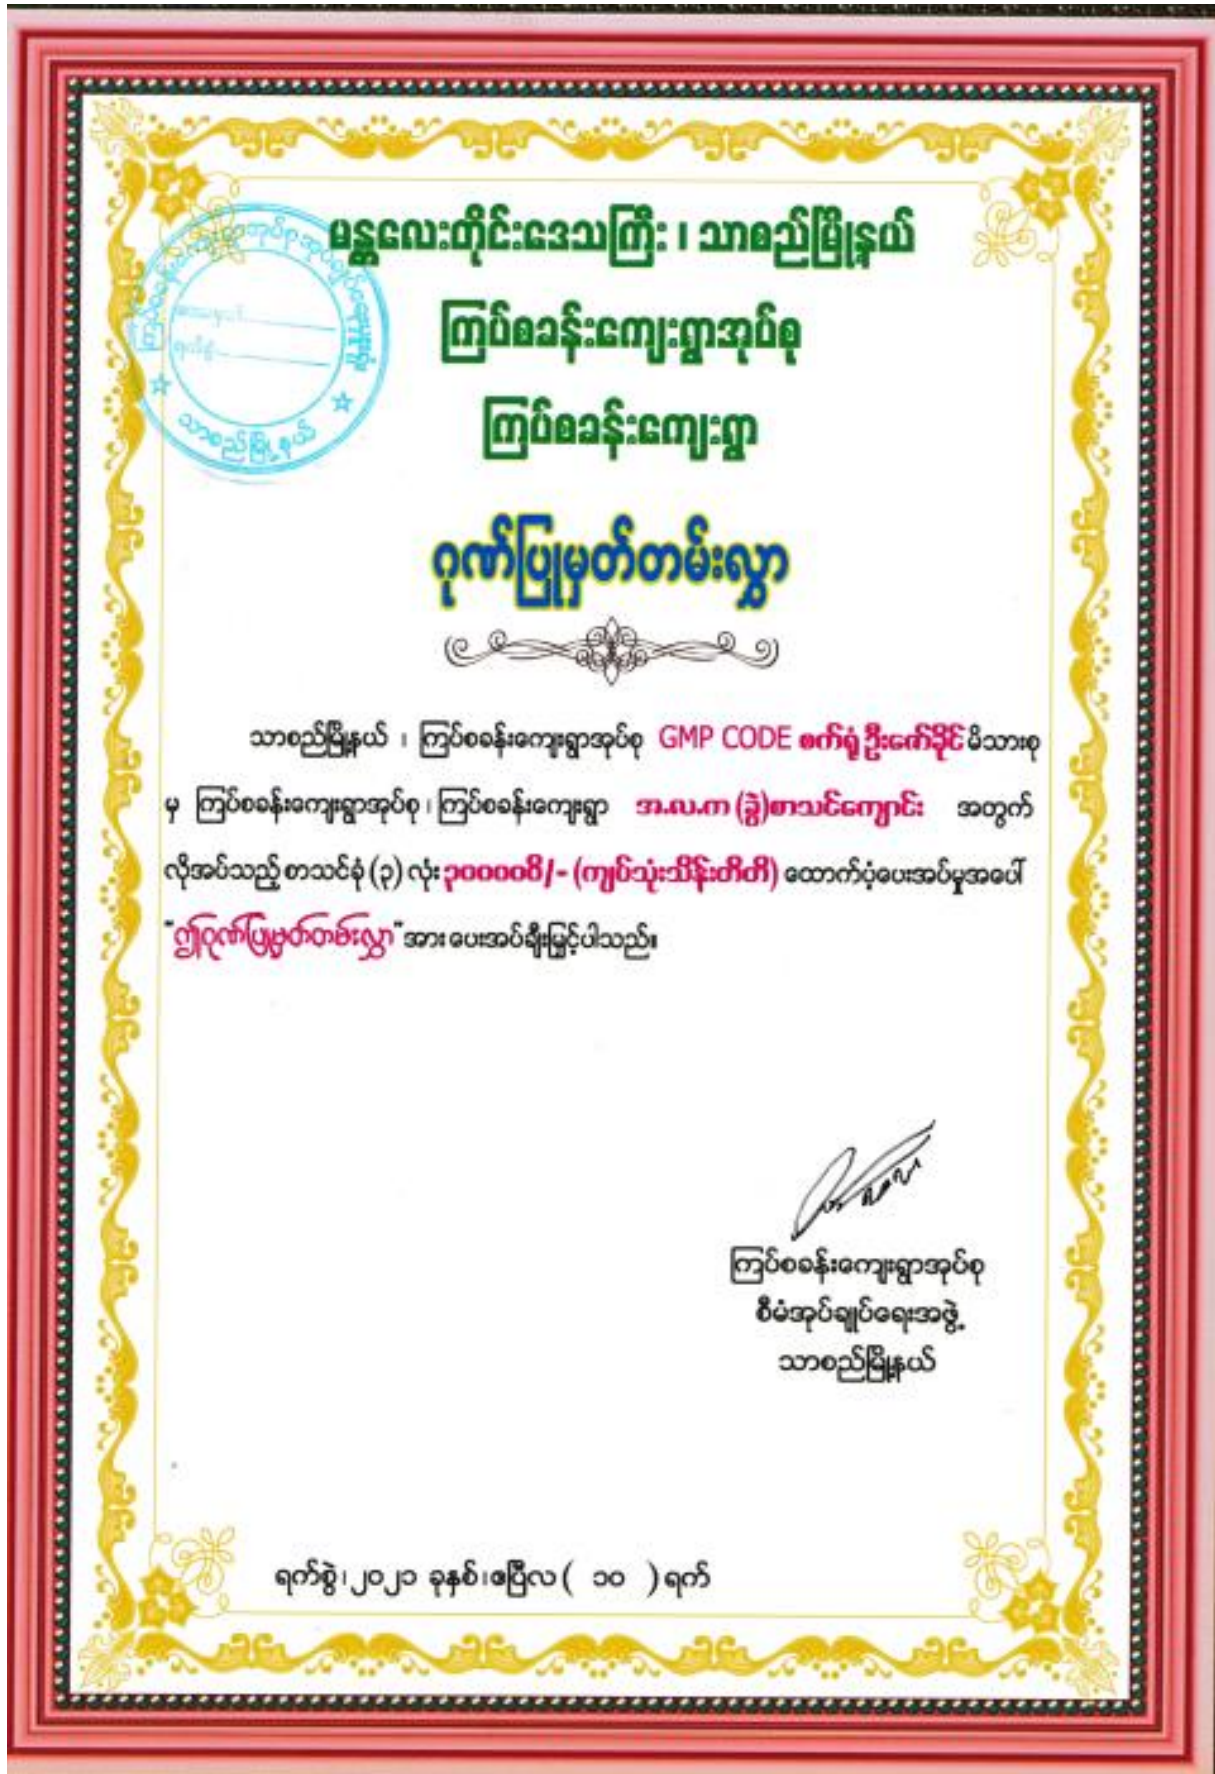 မန္တလေးတိုင်းဒေသကြီး ၊ သာစည်မြို့နယ်
ကြပ်စခန်းကျေးရွာအုပ်စု
ကြပ်စခန်းကျေးရွာ
သာစည်မြို့နယ်
ဂုဏ်ပြုမှတ်တမ်းလွှာ
သာစည်မြို့နယ် ၊ ကြပ်စခန်းကျေးရွာအုပ်စု GMP CODE စက်ရုံ ဦးဇော်ခိုင် မိသားစု
မှ ကြပ်စခန်းကျေးရွာအုပ်စု ၊ ကြပ်စခန်းကျေးရွာ အ.လ.က (ခွဲ)စာသင်ကျောင်း အတွက်
လိုအပ်သည့် စာသင်ခုံ (၃) လုံး ၃၀၀၀၀၀ိ/- (ကျပ်သုံးသိန်းတိတိ) ထောက်ပံ့ပေးအပ်မှုအပေါ်
"ဤဂုဏ်ပြုမှတ်တမ်းလွှာ" အား ပေးအပ်ချီးမြှင့်ပါသည်။
ကြပ်စခန်းကျေးရွာအုပ်စု
စီမံအုပ်ချုပ်ရေးအဖွဲ့
သာစည်မြို့နယ်
ရက်စွဲ ၊ ၂၀၂၁ ခုနှစ် ၊ ဧပြီလ ( ၁၀ ) ရက်